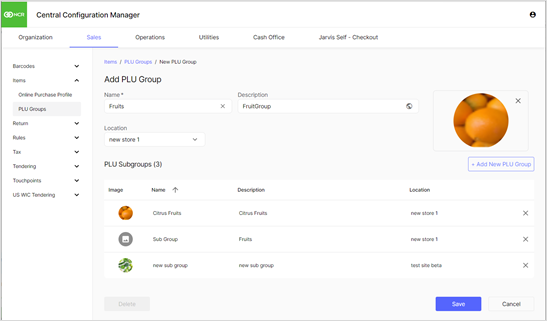 NCR
Central Configuration Manager
Organization
Sales
Operations
Utilities
Cash Office
Jarvis Self - Checkout
Barcodes
Items
Online Purchase Profile
PLU Groups
Return
Rules
Tax
Tendering
Touchpoints
US WIC Tendering
Items / PLU Groups / New PLU Group
Add PLU Group
Name *
Description
Fruits
FruitGroup
Location
new store 1
PLU Subgroups (3)
+ Add New PLU Group
Image Name Description Location
Citrus Fruits Citrus Fruits new store 1
Sub Group Fruits new store 1
new sub group new sub group test site beta
Delete
Save
Cancel